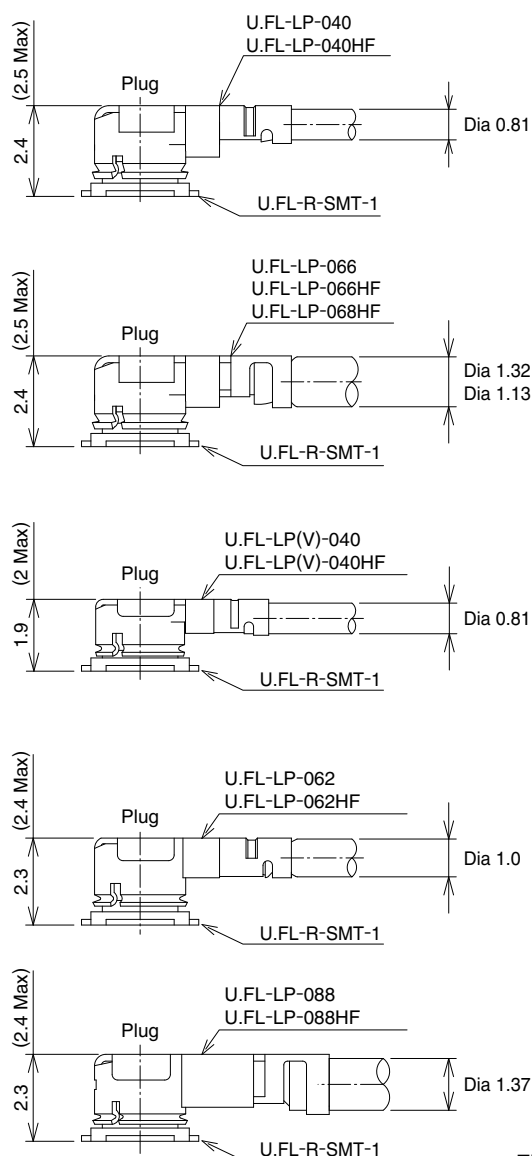 U.FL-LP-040
U.FL-LP-040HF
Plug
(2.5 Max)
2.4
Dia 0.81
U.FL-R-SMT-1
U.FL-LP-066
U.FL-LP-066HF
U.FL-LP-068HF
Plug
(2.5 Max)
2.4
Dia 1.32
Dia 1.13
U.FL-R-SMT-1
U.FL-LP(V)-040
U.FL-LP(V)-040HF
Plug
(2 Max)
1.9
Dia 0.81
U.FL-R-SMT-1
U.FL-LP-062
U.FL-LP-062HF
Plug
(2.4 Max)
2.3
Dia 1.0
U.FL-R-SMT-1
U.FL-LP-088
U.FL-LP-088HF
Plug
(2.4 Max)
2.3
Dia 1.37
U.FL-R-SMT-1